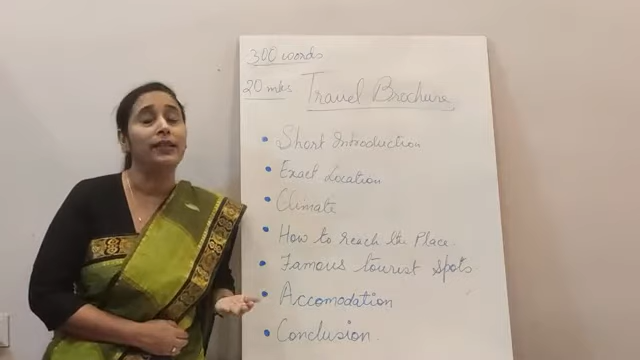 300 words
20 mks
Travel Brochure
• Short Introduction
• Exact Location
• Climate
• How to reach the Place.
• Famous tourist Spots
• Accomodation
• Conclusion.